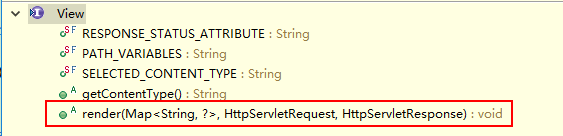 View
RESPONSE_STATUS_ATTRIBUTE : String
PATH_VARIABLES : String
SELECTED_CONTENT_TYPE : String
getContentType() : String
render(Map<String, ?>, HttpServletRequest, HttpServletResponse) : void